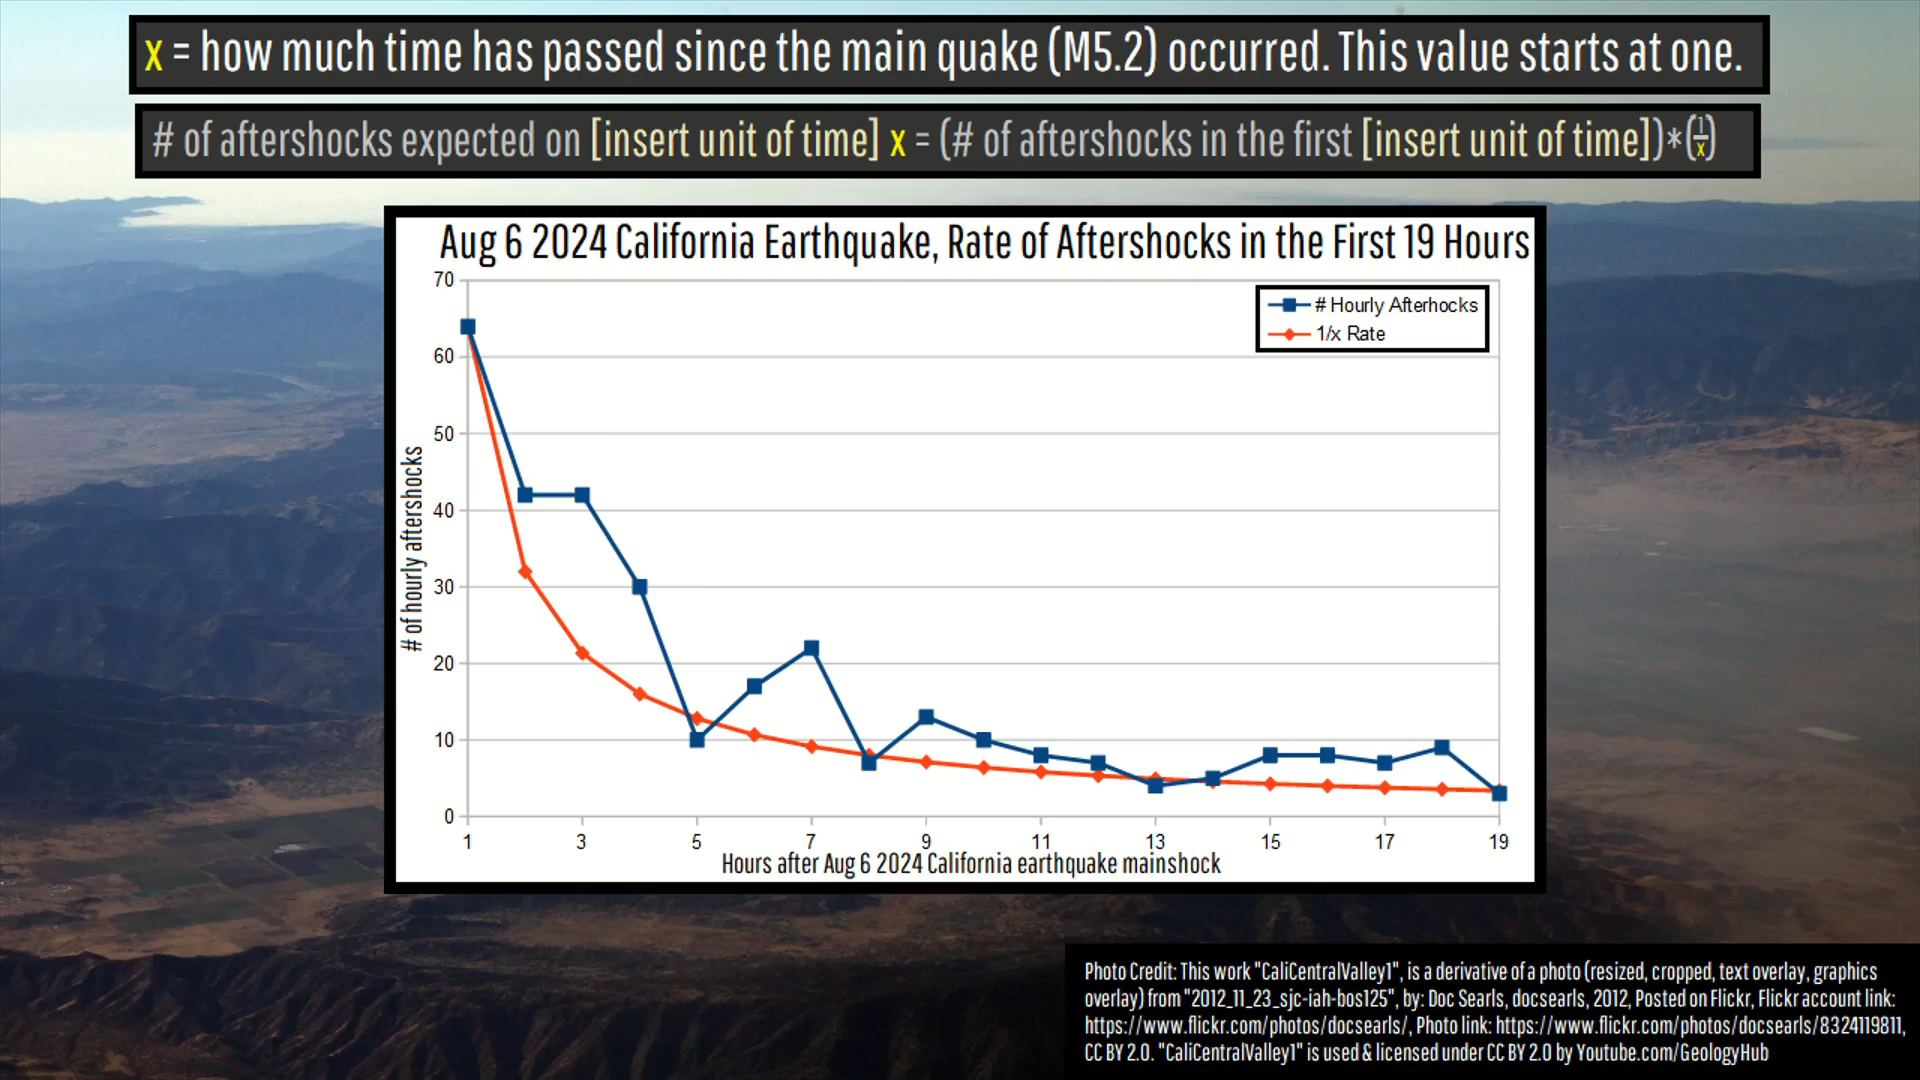 x = how much time has passed since the main quake (M5.2) occurred. This value starts at one.
# of aftershocks expected on [insert unit of time] x = (# of aftershocks in the first [insert unit of time])*(1/x)
Aug 6 2024 California Earthquake, Rate of Aftershocks in the First 19 Hours
# Hourly Afterhocks
1/x Rate
# of hourly aftershocks
70
60
50
40
30
20
10
0
1 3 5 7 9 11 13 15 17 19
Hours after Aug 6 2024 California earthquake mainshock
Photo Credit: This work "CaliCentralValley1", is a derivative of a photo (resized, cropped, text overlay, graphics
overlay) from "2012_11_23_sjc-iah-bos125", by: Doc Searls, docsearls, 2012, Posted on Flickr, Flickr account link:
https://www.flickr.com/photos/docsearls/, Photo link: https://www.flickr.com/photos/docsearls/8324119811,
CC BY 2.0. "CaliCentralValley1" is used & licensed under CC BY 2.0 by Youtube.com/GeologyHub